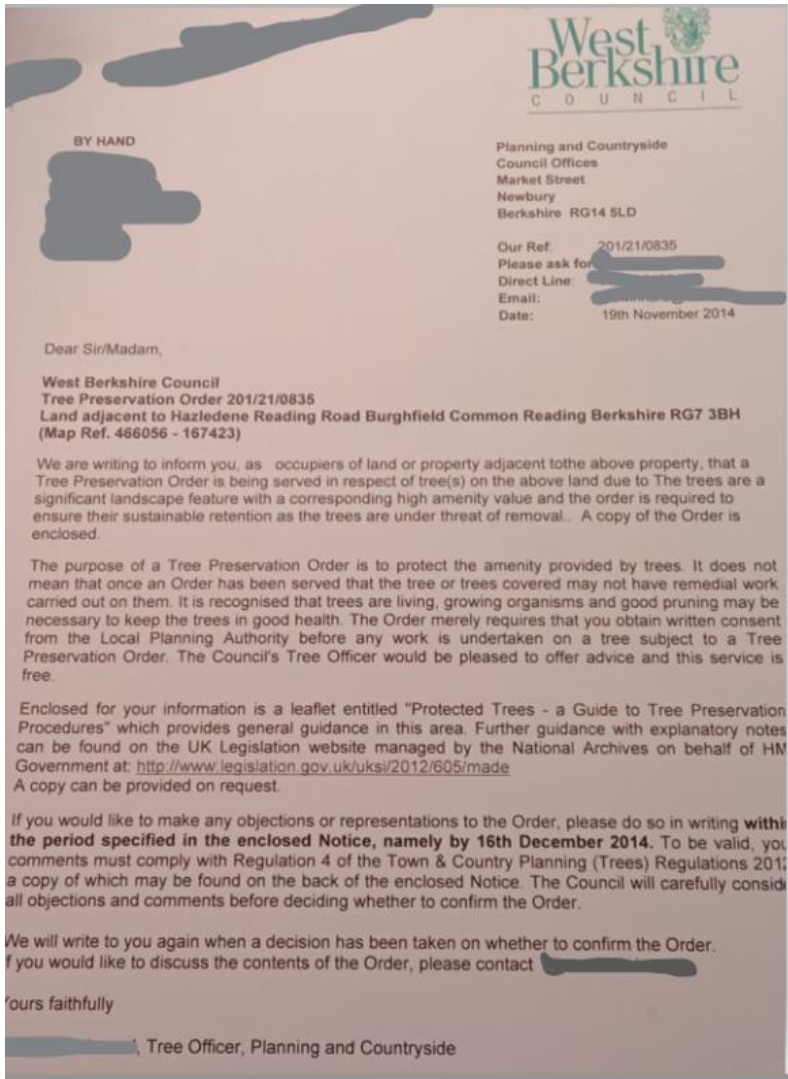 West
Berkshire
COUNCIL
BY HAND
Planning and Countryside
Council Offices
Market Street
Newbury
Berkshire RG14 5LD
Our Ref: 201/21/0835
Please ask for
Direct Line:
Email:
Date: 19th November 2014
Dear Sir/Madam,
West Berkshire Council
Tree Preservation Order 201/21/0835
Land adjacent to Hazledene Reading Road Burghfield Common Reading Berkshire RG7 3BH
(Map Ref. 466056 - 167423)
We are writing to inform you, as occupiers of land or property adjacent tothe above property, that a
Tree Preservation Order is being served in respect of tree(s) on the above land due to The trees are a
significant landscape feature with a corresponding high amenity value and the order is required to
ensure their sustainable retention as the trees are under threat of removal.. A copy of the Order is
enclosed.
The purpose of a Tree Preservation Order is to protect the amenity provided by trees. It does not
mean that once an Order has been served that the tree or trees covered may not have remedial work
carried out on them. It is recognised that trees are living, growing organisms and good pruning may be
necessary to keep the trees in good health. The Order merely requires that you obtain written consent
from the Local Planning Authority before any work is undertaken on a tree subject to a Tree
Preservation Order. The Council's Tree Officer would be pleased to offer advice and this service is
free.
Enclosed for your information is a leaflet entitled "Protected Trees - a Guide to Tree Preservation
Procedures" which provides general guidance in this area. Further guidance with explanatory notes
can be found on the UK Legislation website managed by the National Archives on behalf of HM
Government at: http://www.legislation.gov.uk/uksi/2012/605/made
A copy can be provided on request.
If you would like to make any objections or representations to the Order, please do so in writing withi
the period specified in the enclosed Notice, namely by 16th December 2014. To be valid, you
comments must comply with Regulation 4 of the Town & Country Planning (Trees) Regulations 201
a copy of which may be found on the back of the enclosed Notice. The Council will carefully consid
all objections and comments before deciding whether to confirm the Order.
We will write to you again when a decision has been taken on whether to confirm the Order.
f you would like to discuss the contents of the Order, please contact
ours faithfully
, Tree Officer, Planning and Countryside